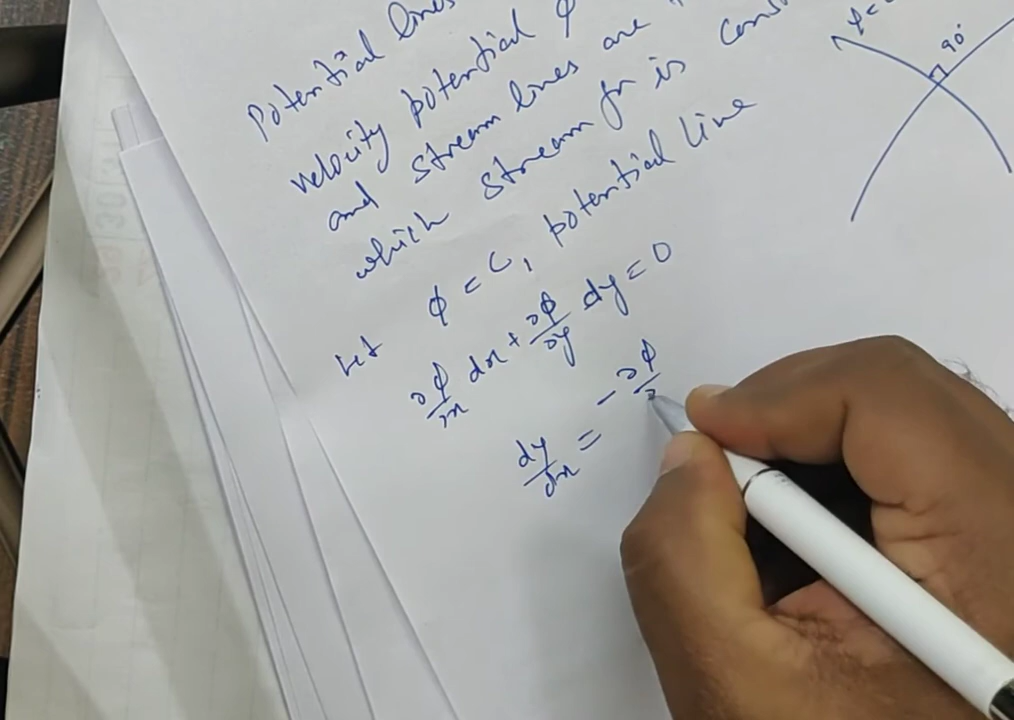 Potential lines
velocity potential φ
and stream lines are
which stream fn is cons
Let φ = C, potential line
∂φ/∂x dx + ∂φ/∂y dy = 0
dy/dx = - ∂φ/∂
90°